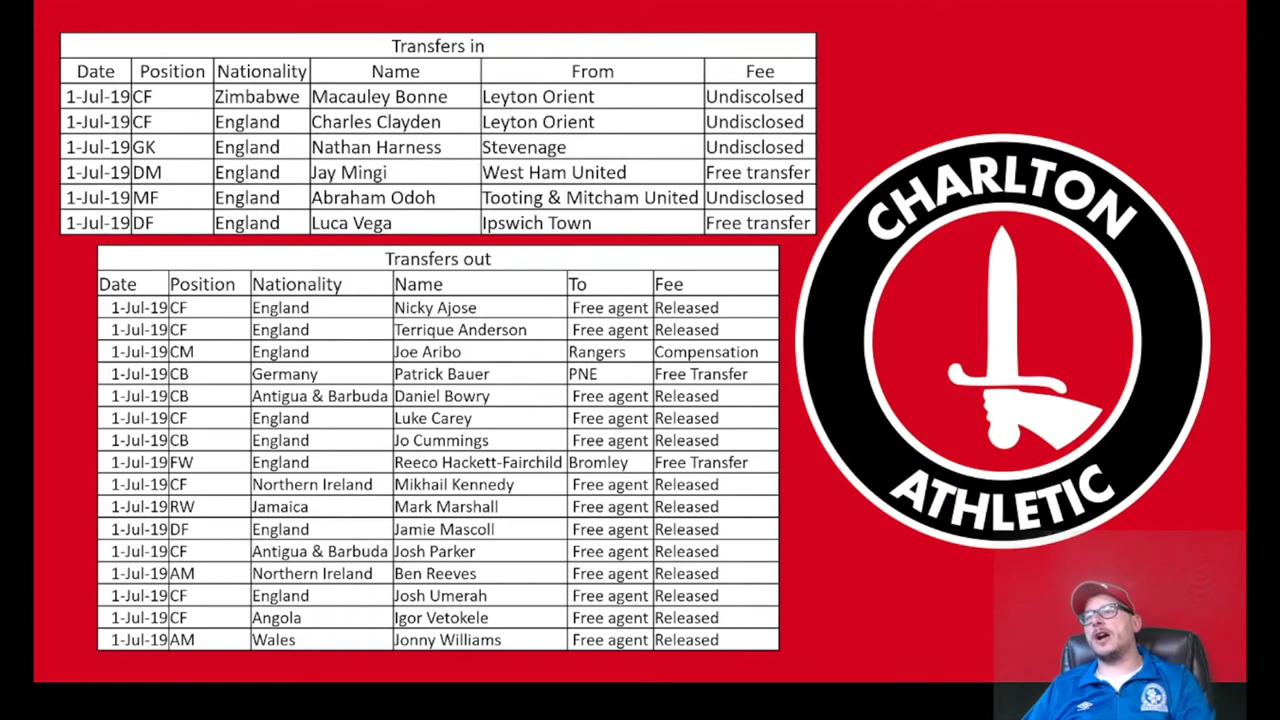 Transfers in
Date Position Nationality Name From Fee
1-Jul-19 CF Zimbabwe Macauley Bonne Leyton Orient Undiscolsed
1-Jul-19 CF England Charles Clayden Leyton Orient Undisclosed
1-Jul-19 GK England Nathan Harness Stevenage Undisclosed
1-Jul-19 DM England Jay Mingi West Ham United Free transfer
1-Jul-19 MF England Abraham Odoh Tooting & Mitcham United Undisclosed
1-Jul-19 DF England Luca Vega Ipswich Town Free transfer
Transfers out
Date Position Nationality Name To Fee
1-Jul-19 CF England Nicky Ajose Free agent Released
1-Jul-19 CF England Terrique Anderson Free agent Released
1-Jul-19 CM England Joe Aribo Rangers Compensation
1-Jul-19 CB Germany Patrick Bauer PNE Free Transfer
1-Jul-19 CB Antigua & Barbuda Daniel Bowry Free agent Released
1-Jul-19 CF England Luke Carey Free agent Released
1-Jul-19 CB England Jo Cummings Free agent Released
1-Jul-19 FW England Reeco Hackett-Fairchild Bromley Free Transfer
1-Jul-19 CF Northern Ireland Mikhail Kennedy Free agent Released
1-Jul-19 RW Jamaica Mark Marshall Free agent Released
1-Jul-19 DF England Jamie Mascoll Free agent Released
1-Jul-19 CF Antigua & Barbuda Josh Parker Free agent Released
1-Jul-19 AM Northern Ireland Ben Reeves Free agent Released
1-Jul-19 CF England Josh Umerah Free agent Released
1-Jul-19 CF Angola Igor Vetokele Free agent Released
1-Jul-19 AM Wales Jonny Williams Free agent Released
CHARLTON
ATHLETIC